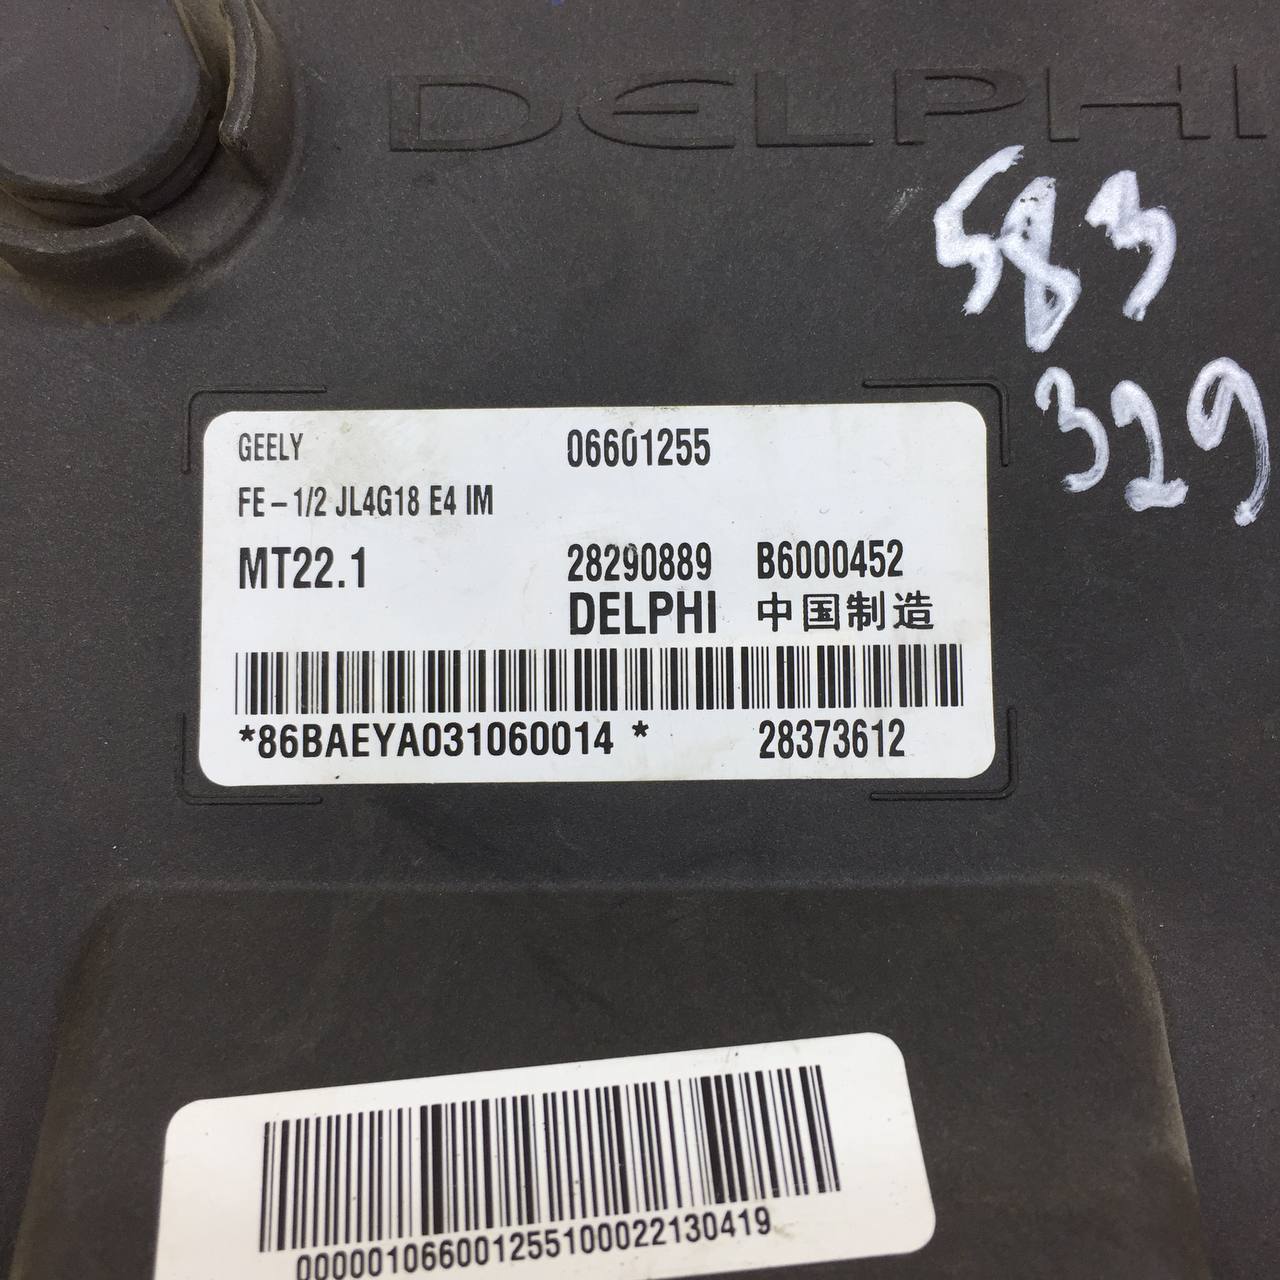 DELPHI
583
329
GEELY 06601255
FE-1/2 JL4G18 E4 IM
MT22.1 28290889 B6000452
DELPHI 中国制造
*86BAEYA031060014 * 28373612
000001066001255100022130419